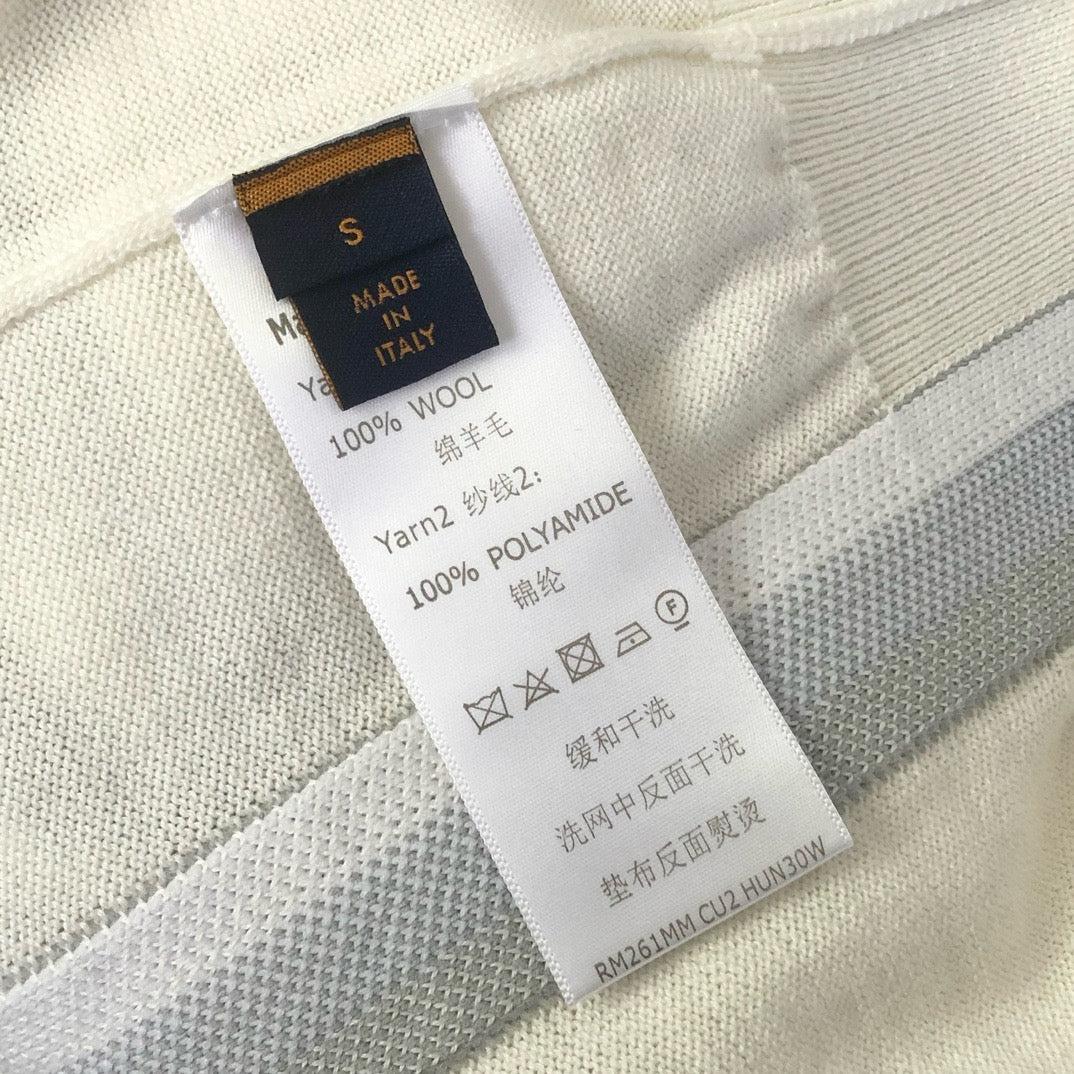 S
MADE
IN
ITALY
100% WOOL
绵羊毛
Yarn2 纱线2:
100% POLYAMIDE
锦纶
F
缓和干洗
洗网中反面干洗
垫布反面熨烫
RM261MM CU2 HUN30W